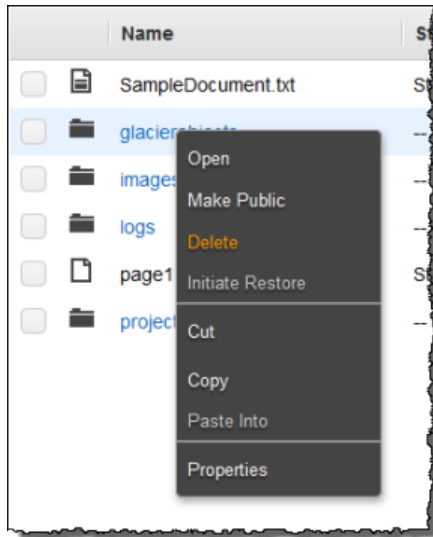 Name
SampleDocument.txt
Open
images
Make Public
logs
Delete
page1
Initiate Restore
Cut
Copy
Paste Into
Properties